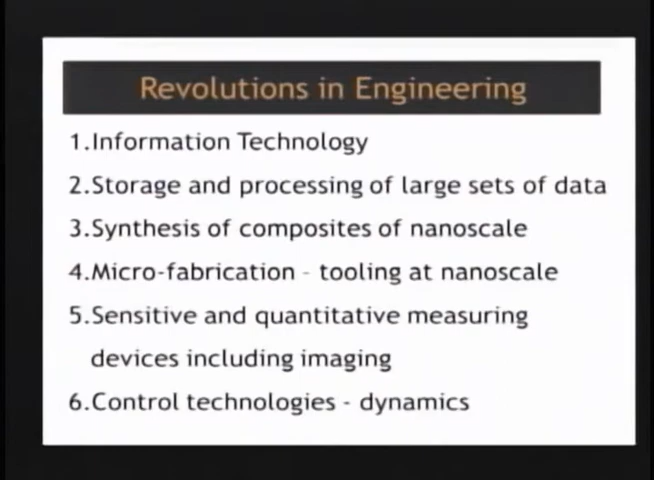 Revolutions in Engineering
1.Information Technology
2.Storage and processing of large sets of data
3.Synthesis of composites of nanoscale
4.Micro-fabrication - tooling at nanoscale
5.Sensitive and quantitative measuring
devices including imaging
6.Control technologies - dynamics